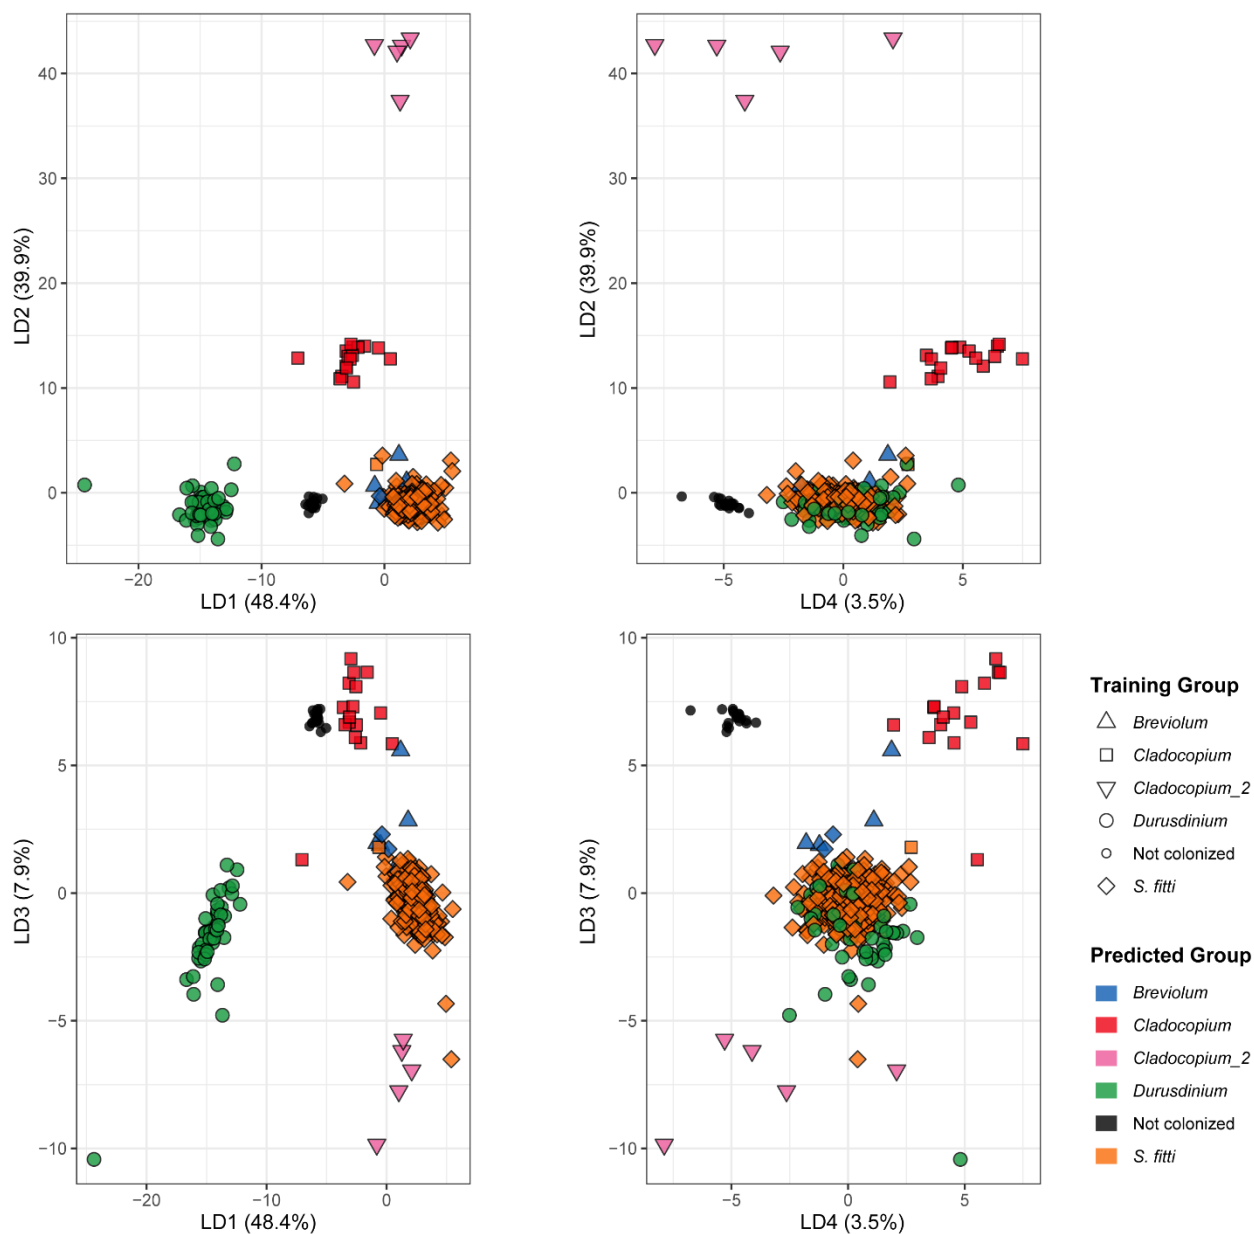 40
30
20
10
0
LD2 (39.9%)
−20
−10
0
LD1 (48.4%)
40
30
20
10
0
LD2 (39.9%)
−5
0
5
LD4 (3.5%)
10
5
0
−5
−10
LD3 (7.9%)
−20
−10
0
LD1 (48.4%)
10
5
0
−5
−10
LD3 (7.9%)
−5
0
5
LD4 (3.5%)
Training Group
Breviolum
Cladocopium
Cladocopium_2
Durusdinium
Not colonized
S. fitti
Predicted Group
Breviolum
Cladocopium
Cladocopium_2
Durusdinium
Not colonized
S. fitti